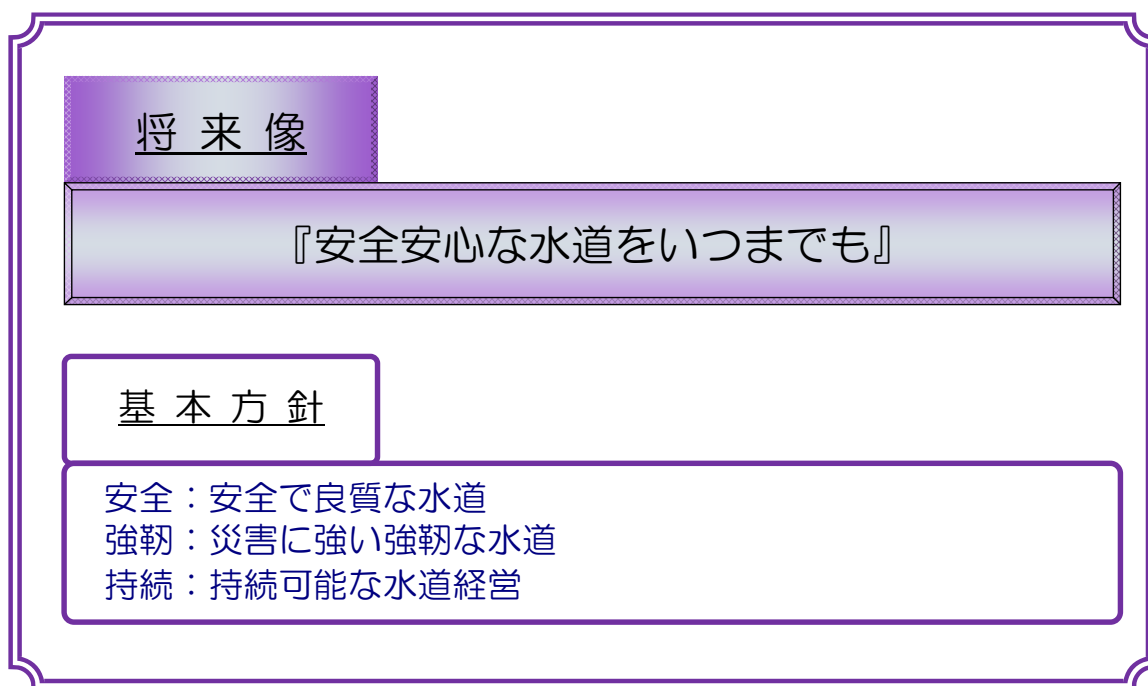 将 来 像
『安全安心な水道をいつまでも』
基 本 方 針
安全：安全で良質な水道
強靭：災害に強い強靭な水道
持続：持続可能な水道経営